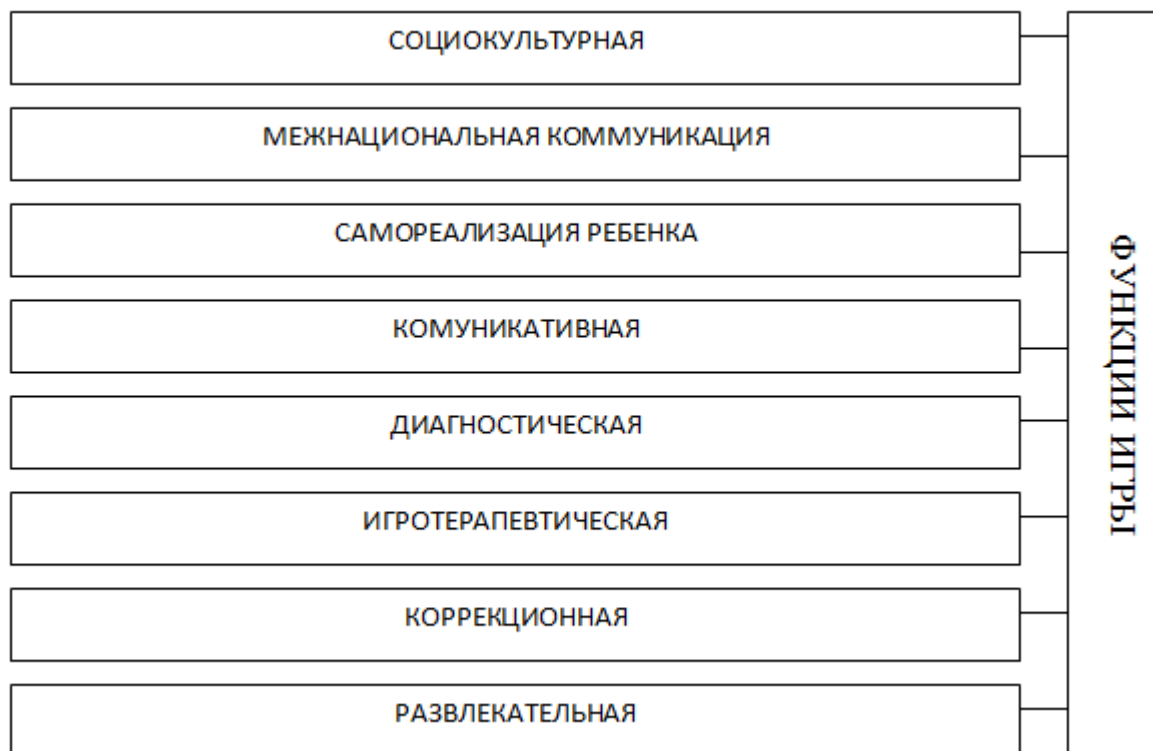 СОЦИОКУЛЬТУРНАЯ
МЕЖНАЦИОНАЛЬНАЯ КОММУНИКАЦИЯ
САМОРЕАЛИЗАЦИЯ РЕБЕНКА
КОМУНИКАТИВНАЯ
ДИАГНОСТИЧЕСКАЯ
ИГРОТЕРАПЕВТИЧЕСКАЯ
КОРРЕКЦИОННАЯ
РАЗВЛЕКАТЕЛЬНАЯ
ФУНКЦИИ ИГРЫ